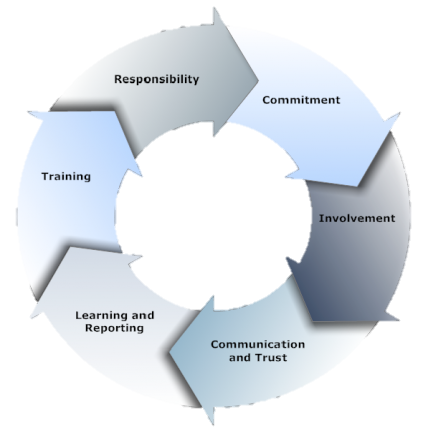 Responsibility
Commitment
Involvement
Communication
and Trust
Learning and
Reporting
Training